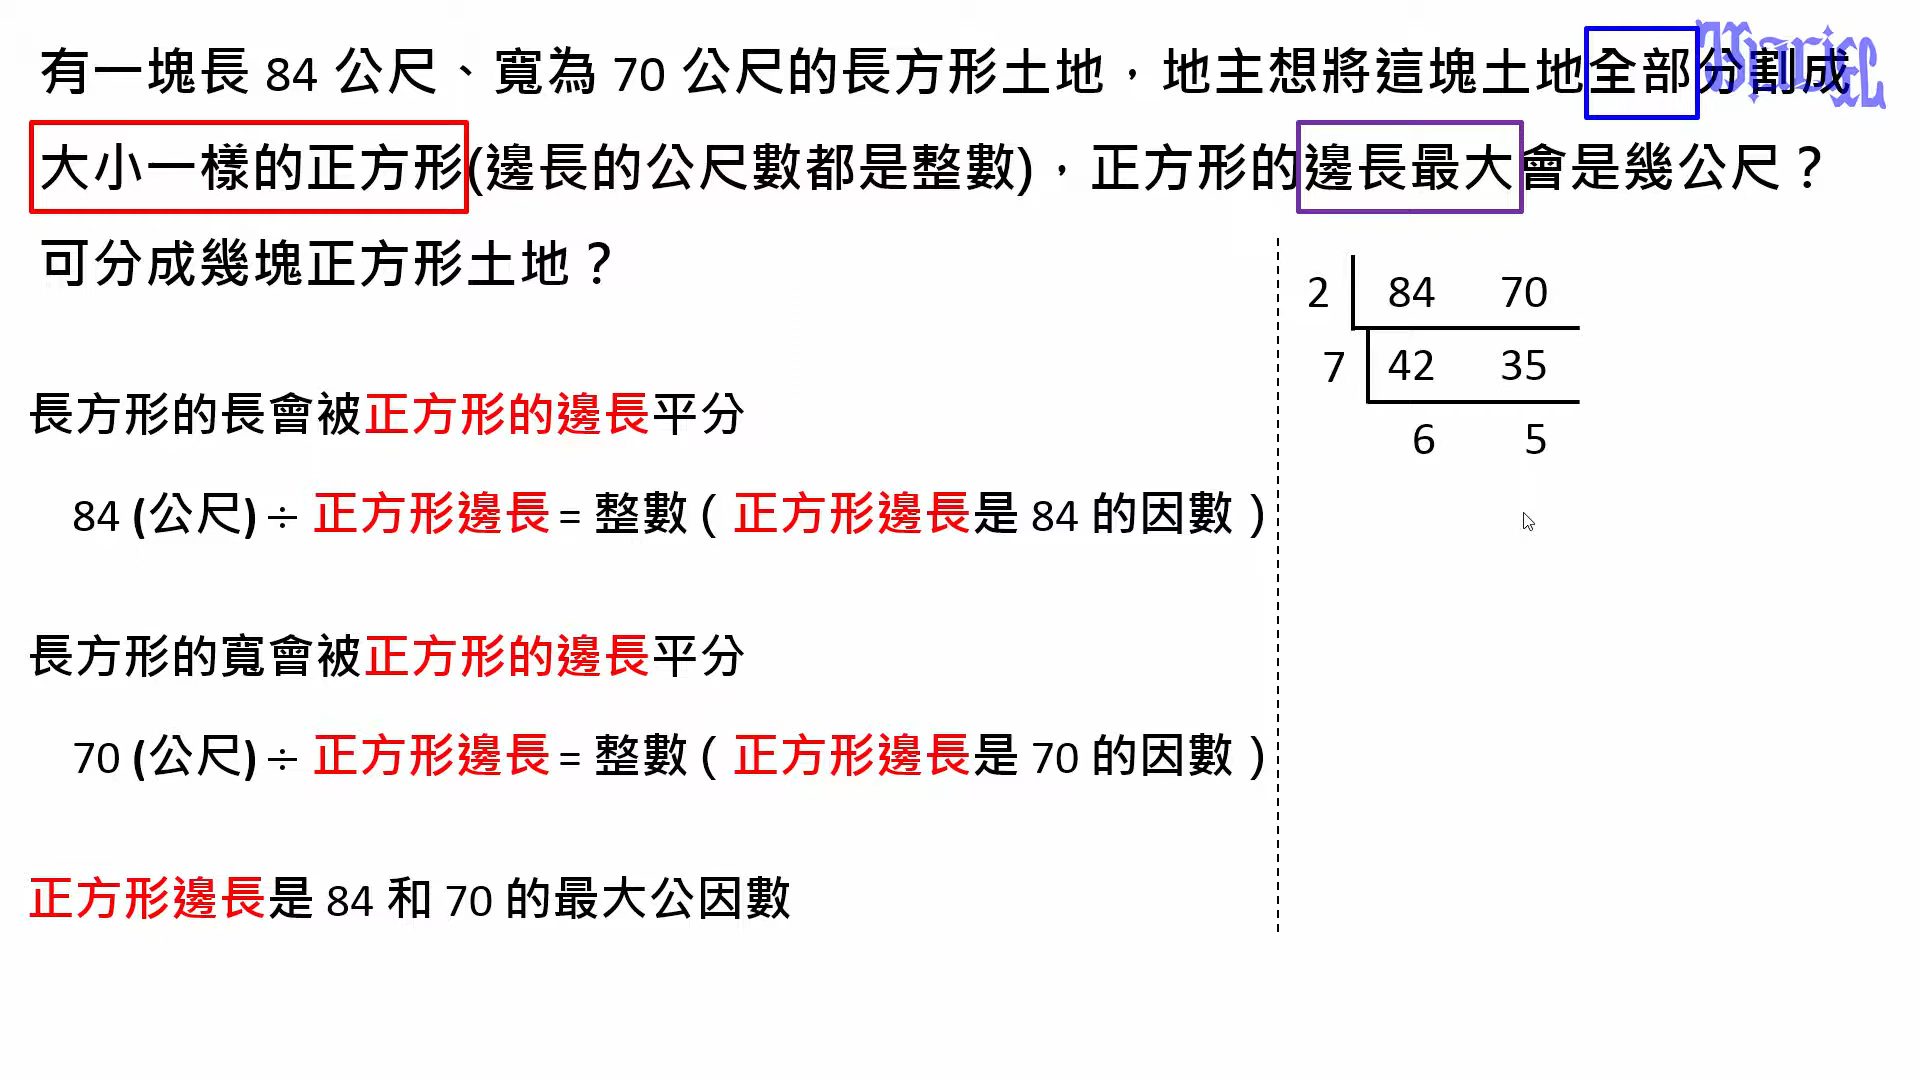 有一塊長 84 公尺、寬為 70 公尺的長方形土地，地主想將這塊土地全部分割成
大小一樣的正方形(邊長的公尺數都是整數)，正方形的邊長最大會是幾公尺？
可分成幾塊正方形土地？
長方形的長會被正方形的邊長平分
84 (公尺) ÷ 正方形邊長 = 整數 ( 正方形邊長是 84 的因數 )
長方形的寬會被正方形的邊長平分
70 (公尺) ÷ 正方形邊長 = 整數 ( 正方形邊長是 70 的因數 )
正方形邊長是 84 和 70 的最大公因數
2 84 70
7 42 35
6 5